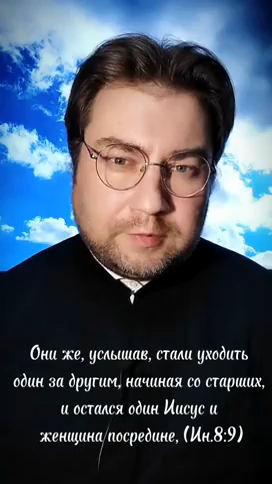 Они же, услышав, стали уходить
один за другим, начиная со старших,
и остался один Иисус и
женщина посредине, (Ин.8:9)